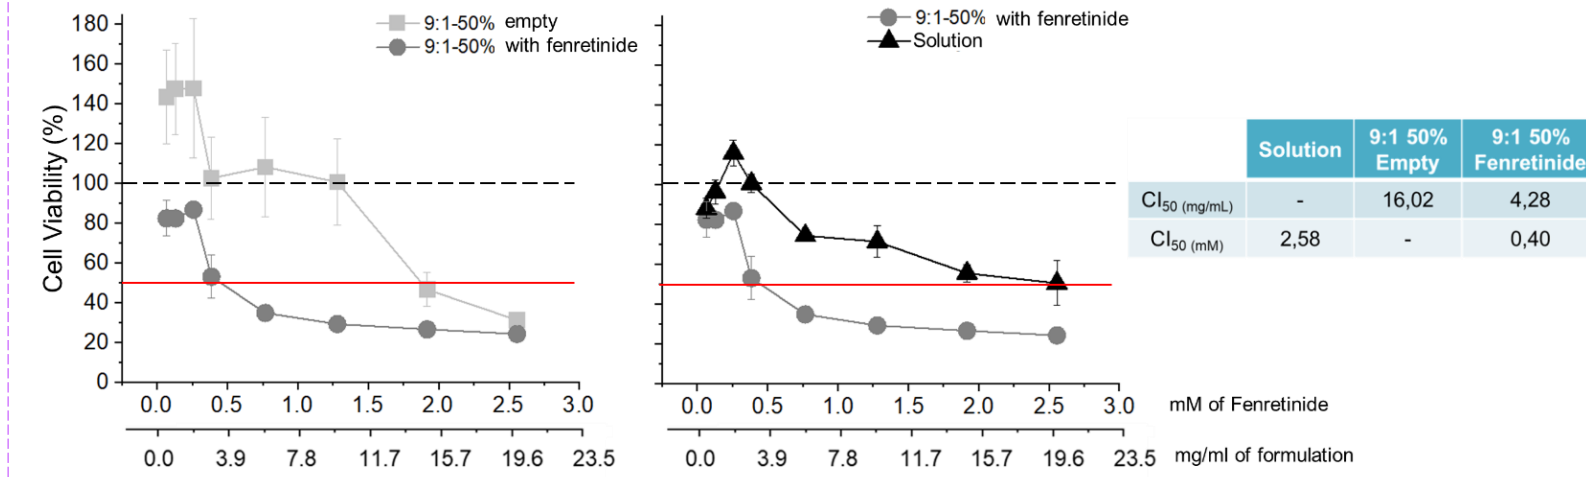 9:1-50% empty
9:1-50% with fenretinide
Cell Viability (%)
180
160
140
120
100
80
60
40
20
0
0.0 0.5 1.0 1.5 2.0 2.5 3.0
0.0 3.9 7.8 11.7 15.7 19.6 23.5
9:1-50% with fenretinide
Solution
0.0 0.5 1.0 1.5 2.0 2.5 3.0
mM of Fenretinide
0.0 3.9 7.8 11.7 15.7 19.6 23.5
mg/ml of formulation
Solution 9:1 50% Empty 9:1 50% Fenretinide
CI50 (mg/mL) - 16,02 4,28
CI50 (mM) 2,58 - 0,40